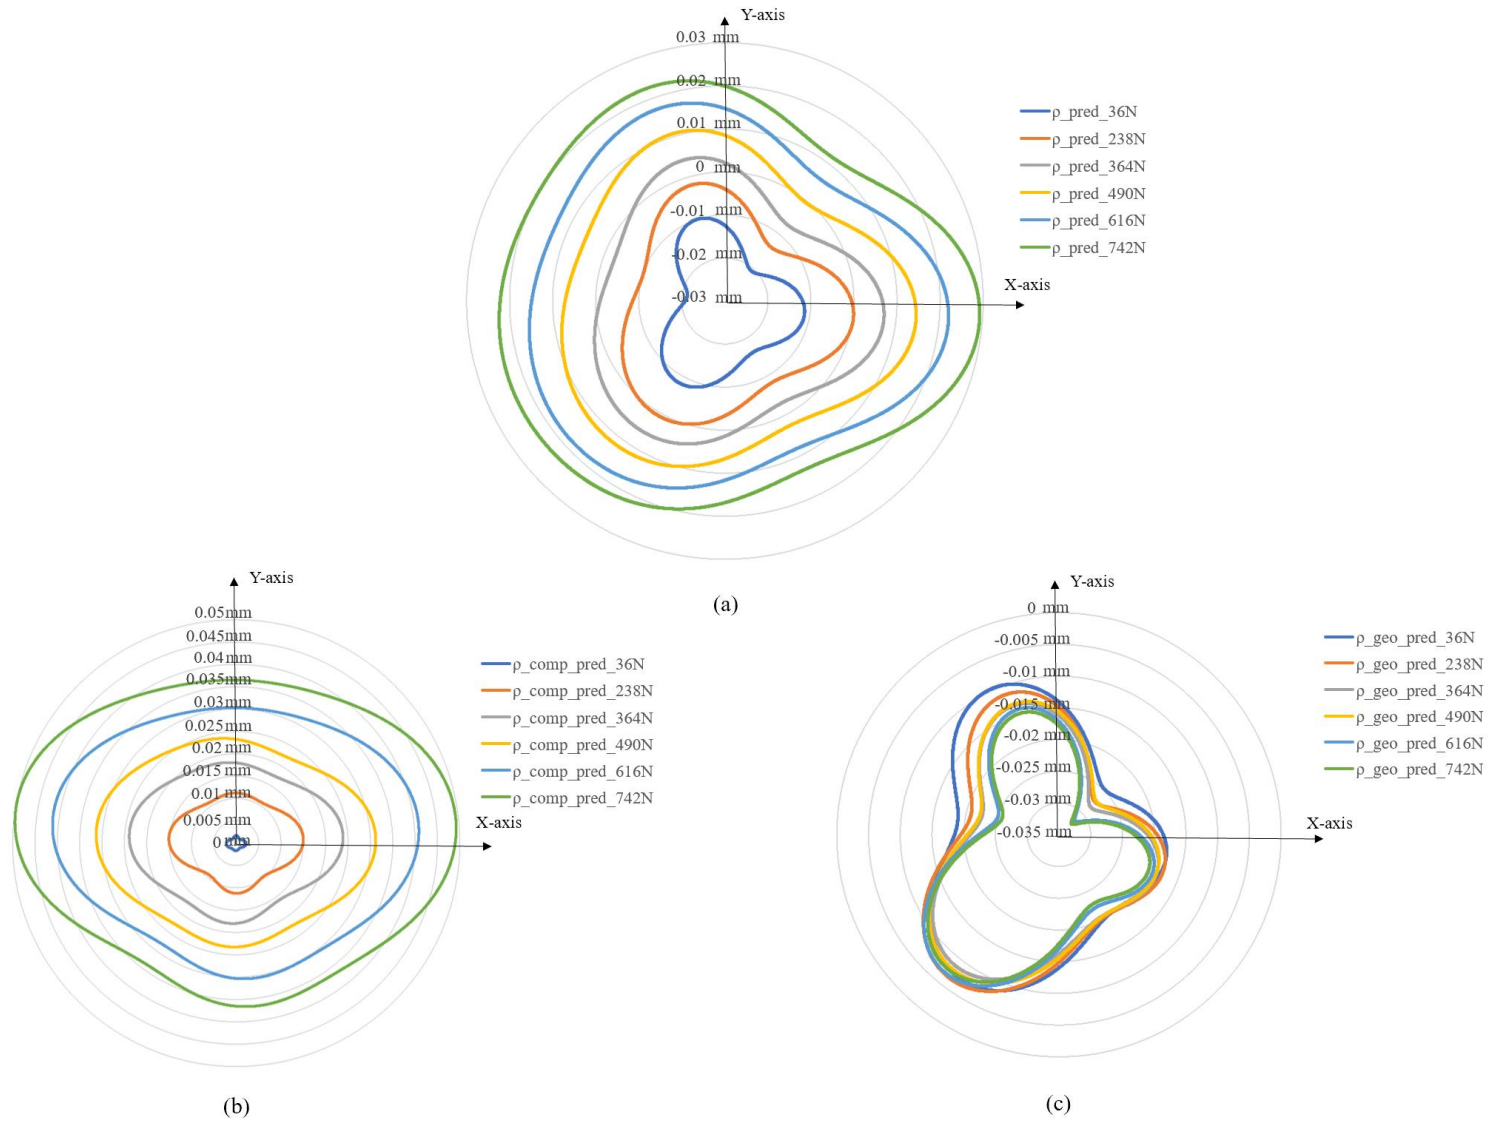 Y-axis
0.03 mm
0.02 mm
0.01 mm
0 mm
-0.01 mm
-0.02 mm
-0.03 mm
X-axis
ρ_pred_36N
ρ_pred_238N
ρ_pred_364N
ρ_pred_490N
ρ_pred_616N
ρ_pred_742N
(a)
Y-axis
0.05mm
0.045mm
0.04 mm
0.035mm
0.03 mm
0.025mm
0.02 mm
0.015 mm
0.01 mm
0.005 mm
0 mm
X-axis
ρ_comp_pred_36N
ρ_comp_pred_238N
ρ_comp_pred_364N
ρ_comp_pred_490N
ρ_comp_pred_616N
ρ_comp_pred_742N
(b)
Y-axis
0 mm
-0.005 mm
-0.01 mm
-0.015 mm
-0.02 mm
-0.025 mm
-0.03 mm
-0.035 mm
X-axis
ρ_geo_pred_36N
ρ_geo_pred_238N
ρ_geo_pred_364N
ρ_geo_pred_490N
ρ_geo_pred_616N
ρ_geo_pred_742N
(c)